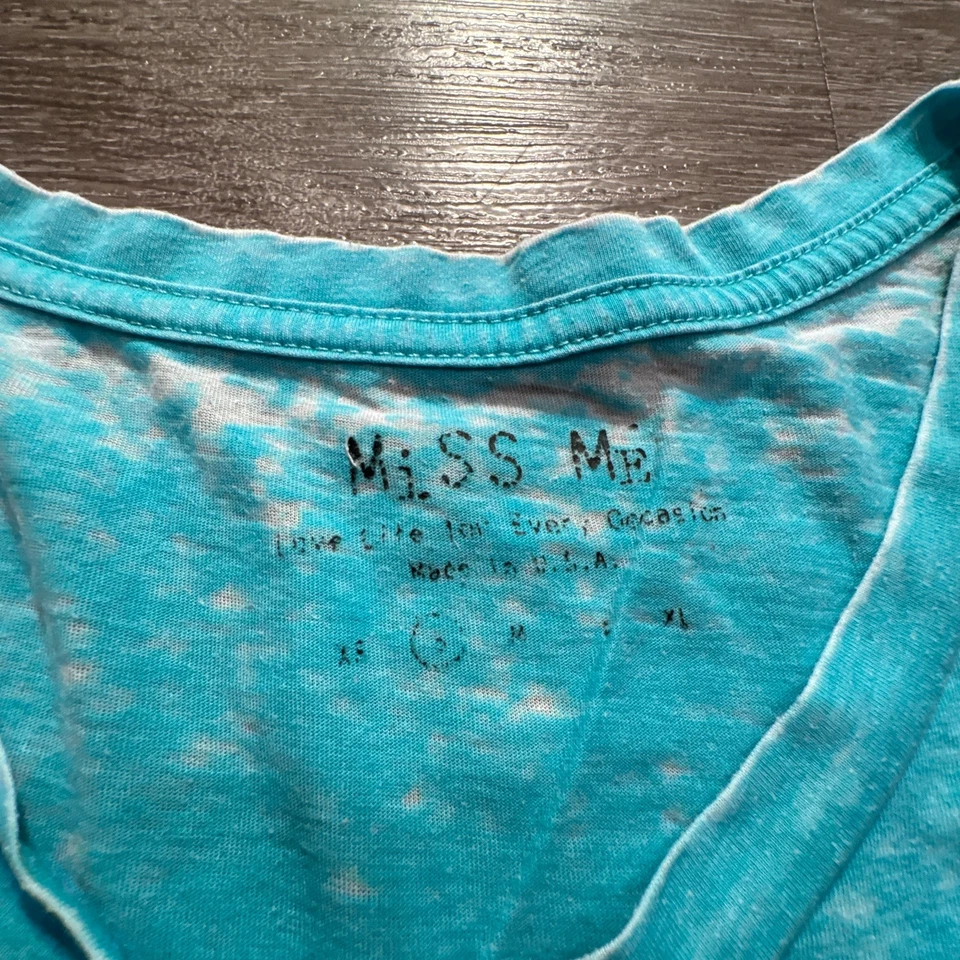 MiSS ME
Love Life for Every Occasion
Made in U.S.A.
XS S M L XL